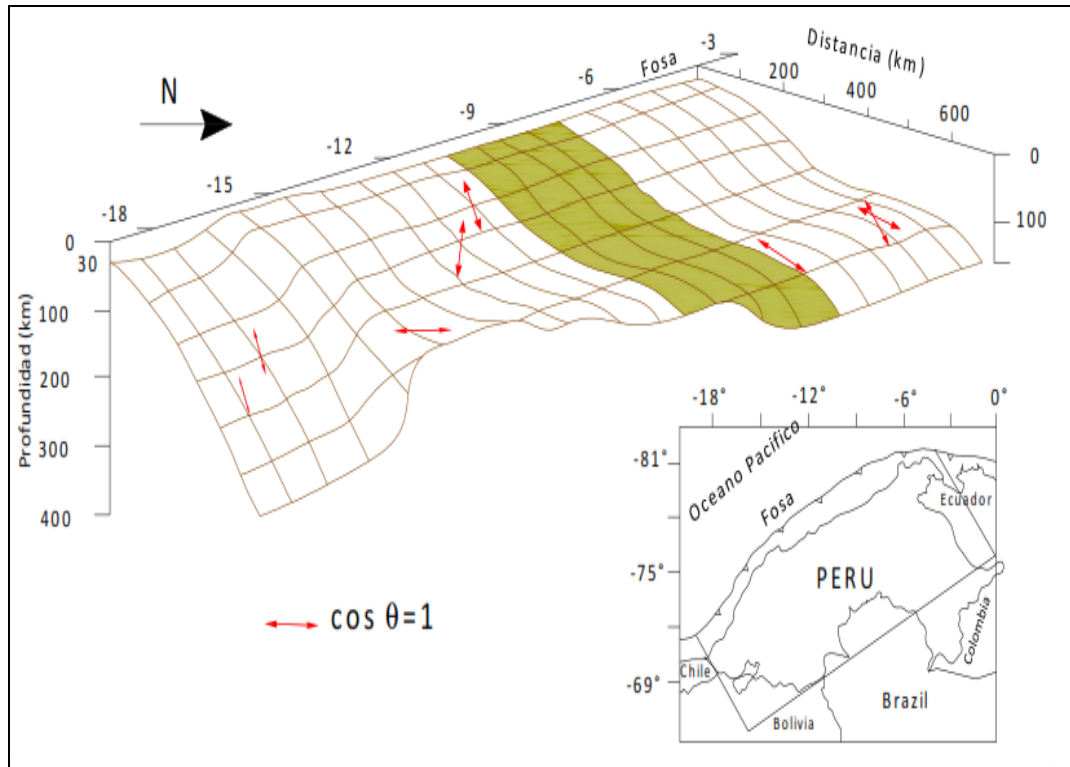 N
-18
-15
-12
-9
-6
-3
Fosa
Distancia (km)
200
400
600
0
100
Profundidad (km)
0
30
100
200
300
400
cos θ=1
-18°
-12°
-6°
0°
-81°
-75°
-69°
Oceano Pacifico
Fosa
PERU
Ecuador
Colombia
Chile
Bolivia
Brazil